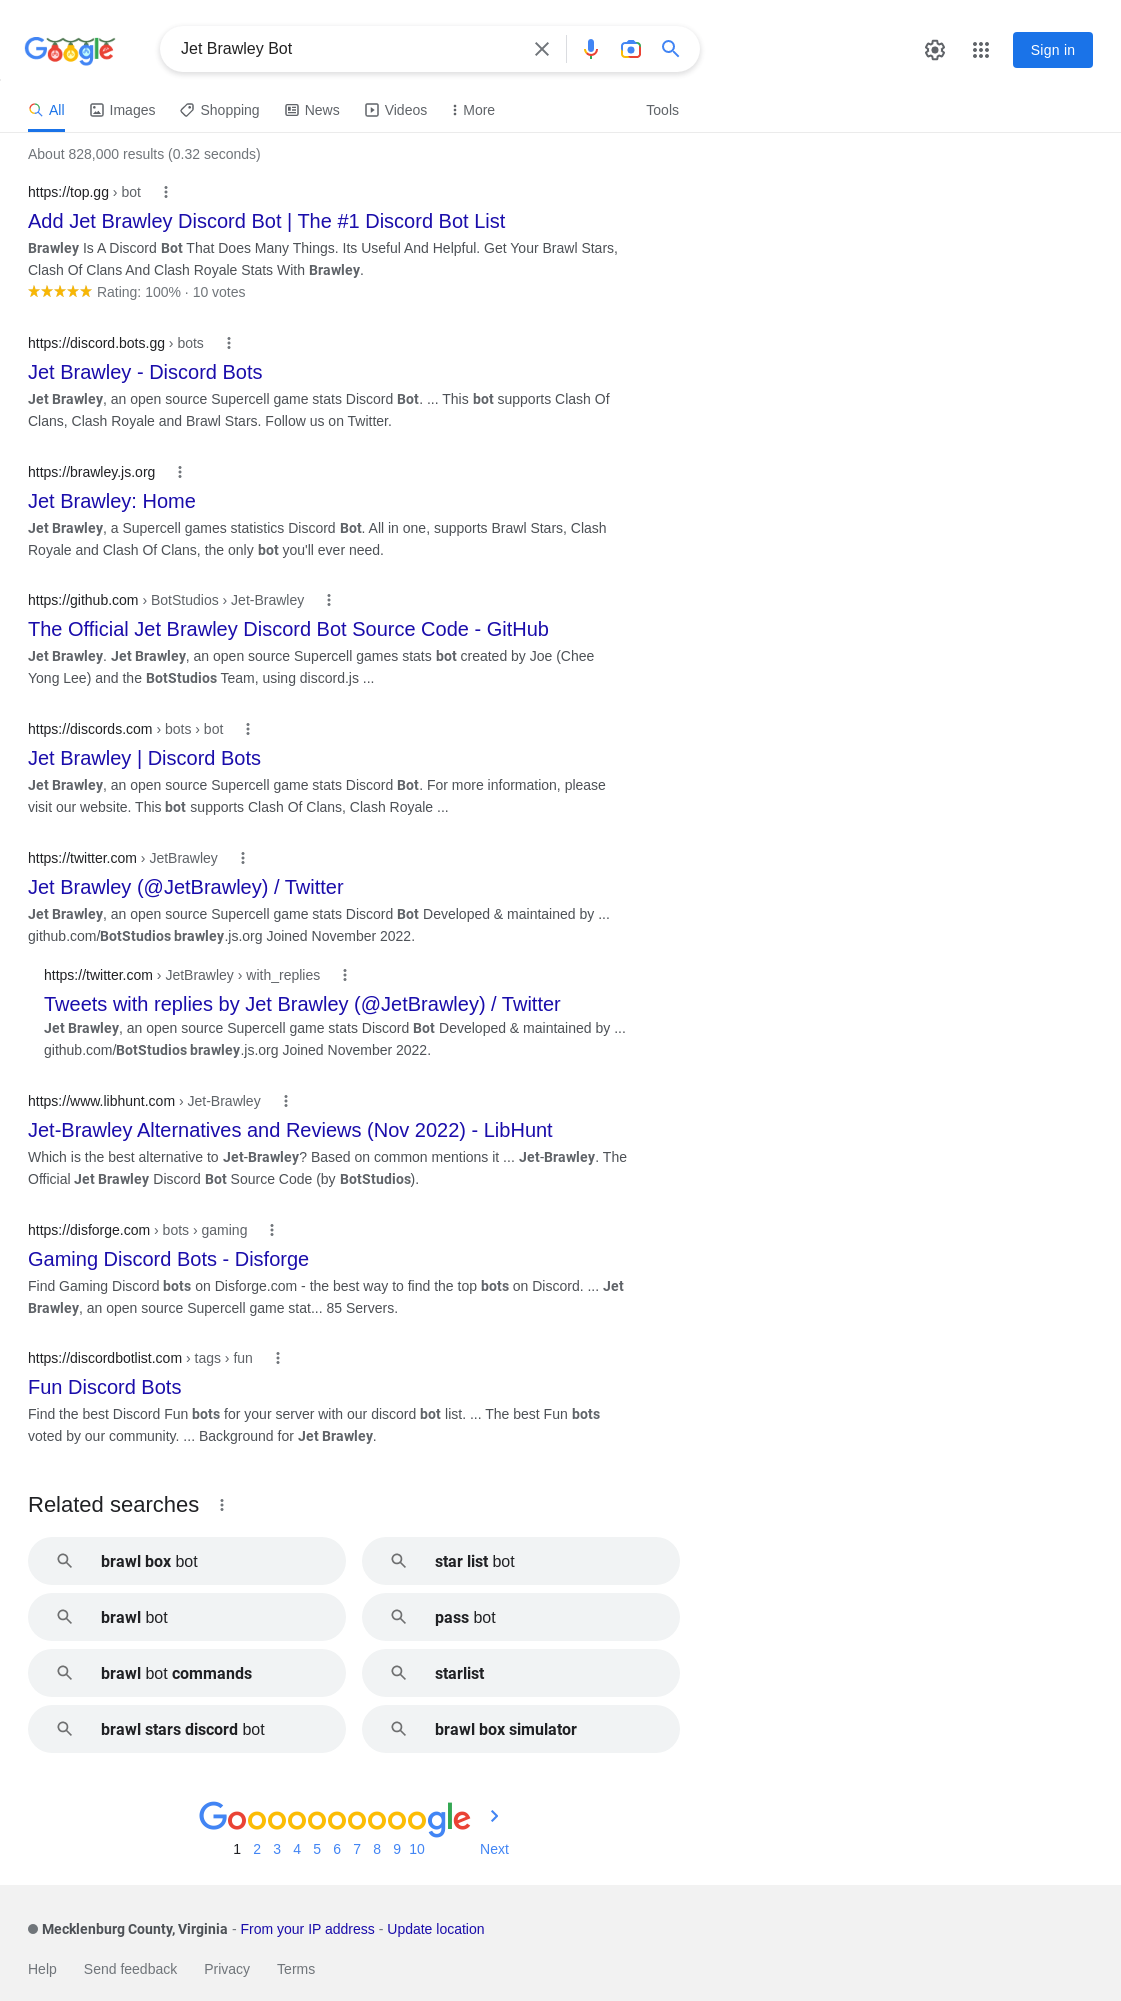 Google
Jet Brawley Bot
Sign in
All Images Shopping News Videos More Tools
About 828,000 results (0.32 seconds)
https://top.gg › bot
Add Jet Brawley Discord Bot | The #1 Discord Bot List
Brawley Is A Discord Bot That Does Many Things. Its Useful And Helpful. Get Your Brawl Stars,
Clash Of Clans And Clash Royale Stats With Brawley.
Rating: 100% · 10 votes
https://discord.bots.gg › bots
Jet Brawley - Discord Bots
Jet Brawley, an open source Supercell game stats Discord Bot. ... This bot supports Clash Of
Clans, Clash Royale and Brawl Stars. Follow us on Twitter.
https://brawley.js.org
Jet Brawley: Home
Jet Brawley, a Supercell games statistics Discord Bot. All in one, supports Brawl Stars, Clash
Royale and Clash Of Clans, the only bot you'll ever need.
https://github.com › BotStudios › Jet-Brawley
The Official Jet Brawley Discord Bot Source Code - GitHub
Jet Brawley. Jet Brawley, an open source Supercell games stats bot created by Joe (Chee
Yong Lee) and the BotStudios Team, using discord.js ...
https://discords.com › bots › bot
Jet Brawley | Discord Bots
Jet Brawley, an open source Supercell game stats Discord Bot. For more information, please
visit our website. This bot supports Clash Of Clans, Clash Royale ...
https://twitter.com › JetBrawley
Jet Brawley (@JetBrawley) / Twitter
Jet Brawley, an open source Supercell game stats Discord Bot Developed & maintained by ...
github.com/BotStudios brawley.js.org Joined November 2022.
https://twitter.com › JetBrawley › with_replies
Tweets with replies by Jet Brawley (@JetBrawley) / Twitter
Jet Brawley, an open source Supercell game stats Discord Bot Developed & maintained by ...
github.com/BotStudios brawley.js.org Joined November 2022.
https://www.libhunt.com › Jet-Brawley
Jet-Brawley Alternatives and Reviews (Nov 2022) - LibHunt
Which is the best alternative to Jet-Brawley? Based on common mentions it ... Jet-Brawley. The
Official Jet Brawley Discord Bot Source Code (by BotStudios).
https://disforge.com › bots › gaming
Gaming Discord Bots - Disforge
Find Gaming Discord bots on Disforge.com - the best way to find the top bots on Discord. ... Jet
Brawley, an open source Supercell game stat... 85 Servers.
https://discordbotlist.com › tags › fun
Fun Discord Bots
Find the best Discord Fun bots for your server with our discord bot list. ... The best Fun bots
voted by our community. ... Background for Jet Brawley.
Related searches
brawl box bot
star list bot
brawl bot
pass bot
brawl bot commands
starlist
brawl stars discord bot
brawl box simulator
Goooooooooogle
1 2 3 4 5 6 7 8 9 10 Next
Mecklenburg County, Virginia - From your IP address - Update location
Help Send feedback Privacy Terms